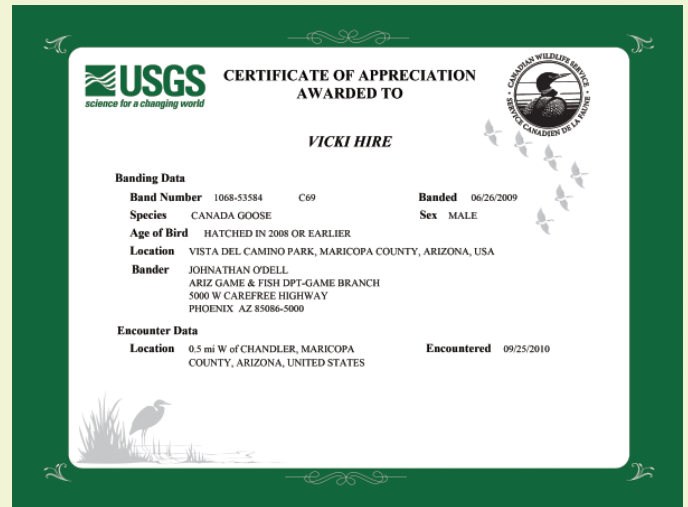 USGS
science for a changing world
CERTIFICATE OF APPRECIATION
AWARDED TO
CANADIAN WILDLIFE SERVICE
SERVICE CANADIEN DE LA FAUNE
VICKI HIRE
Banding Data
Band Number 1068-53584 C69 Banded 06/26/2009
Species CANADA GOOSE Sex MALE
Age of Bird HATCHED IN 2008 OR EARLIER
Location VISTA DEL CAMINO PARK, MARICOPA COUNTY, ARIZONA, USA
Bander JOHNATHAN O'DELL
ARIZ GAME & FISH DPT-GAME BRANCH
5000 W CAREFREE HIGHWAY
PHOENIX AZ 85086-5000
Encounter Data
Location 0.5 mi W of CHANDLER, MARICOPA Encountered 09/25/2010
COUNTY, ARIZONA, UNITED STATES